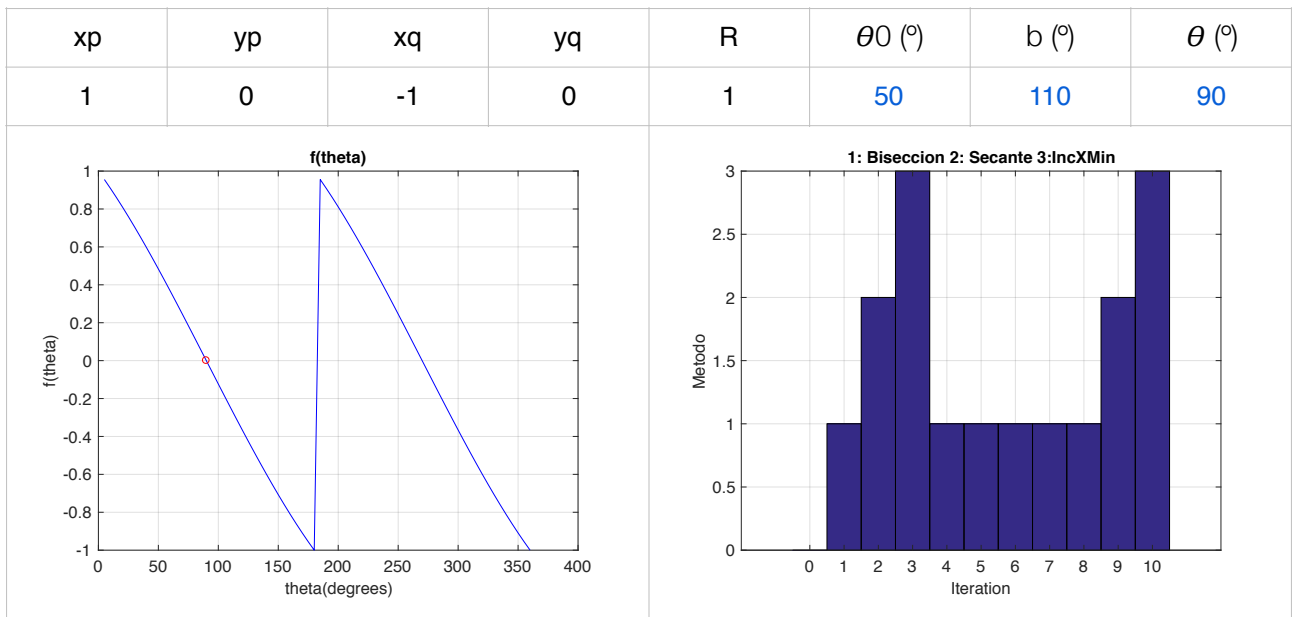 xp yp xq yq R θ0 (º) b (º) θ (º)
1 0 -1 0 1 50 110 90
f(theta)
1
0.8
0.6
0.4
0.2
0
-0.2
-0.4
-0.6
-0.8
-1
f(theta)
0 50 100 150 200 250 300 350 400
theta(degrees)
1: Biseccion 2: Secante 3:IncXMin
3
2.5
2
1.5
1
0.5
0
Metodo
0 1 2 3 4 5 6 7 8 9 10
Iteration